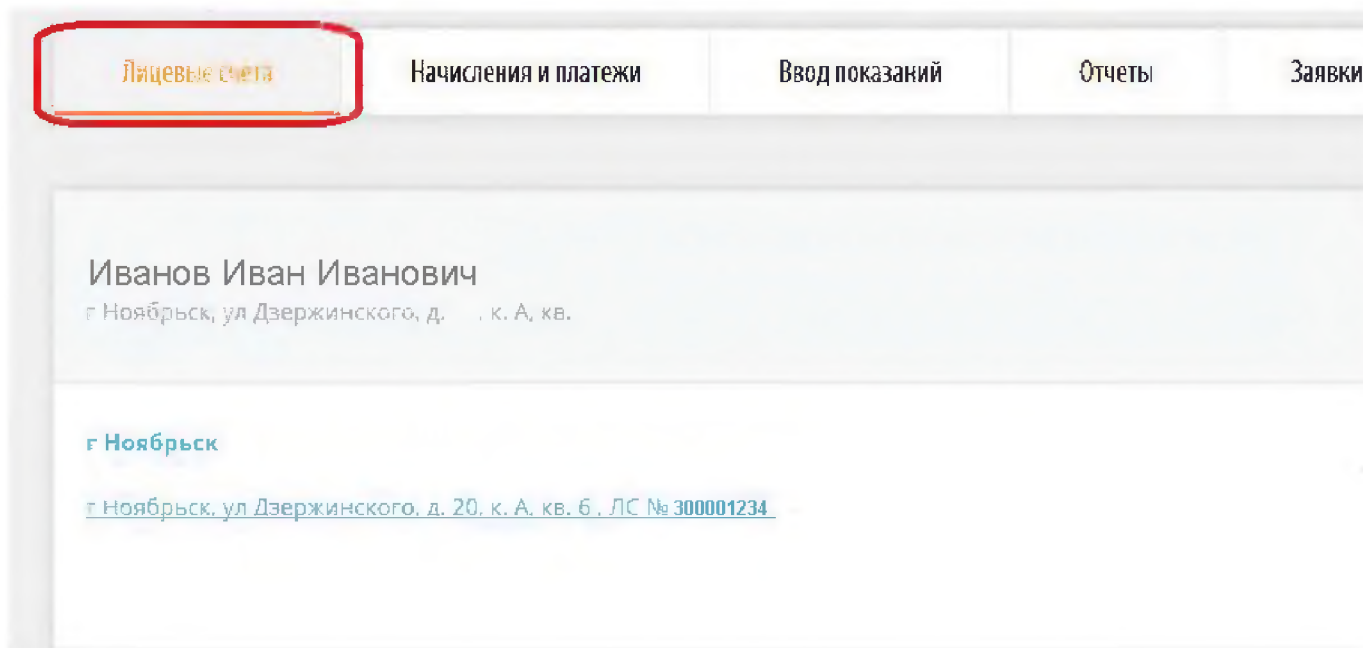 Лицевые счета Начисления и платежи Ввод показаний Отчеты Заявки
Иванов Иван Иванович
г Ноябрьск, ул Дзержинского, д. , к. А, кв.
г Ноябрьск
г Ноябрьск, ул Дзержинского, д. 20, к. А, кв. 6 , ЛС № 300001234